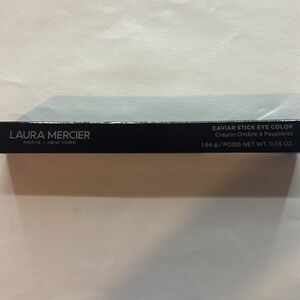 LAURA MERCIER
PARIS | NEW YORK
CAVIAR STICK EYE COLOR
Crayon Ombre à Paupières
1.64 g / POIDS NET WT. 0.05 OZ.